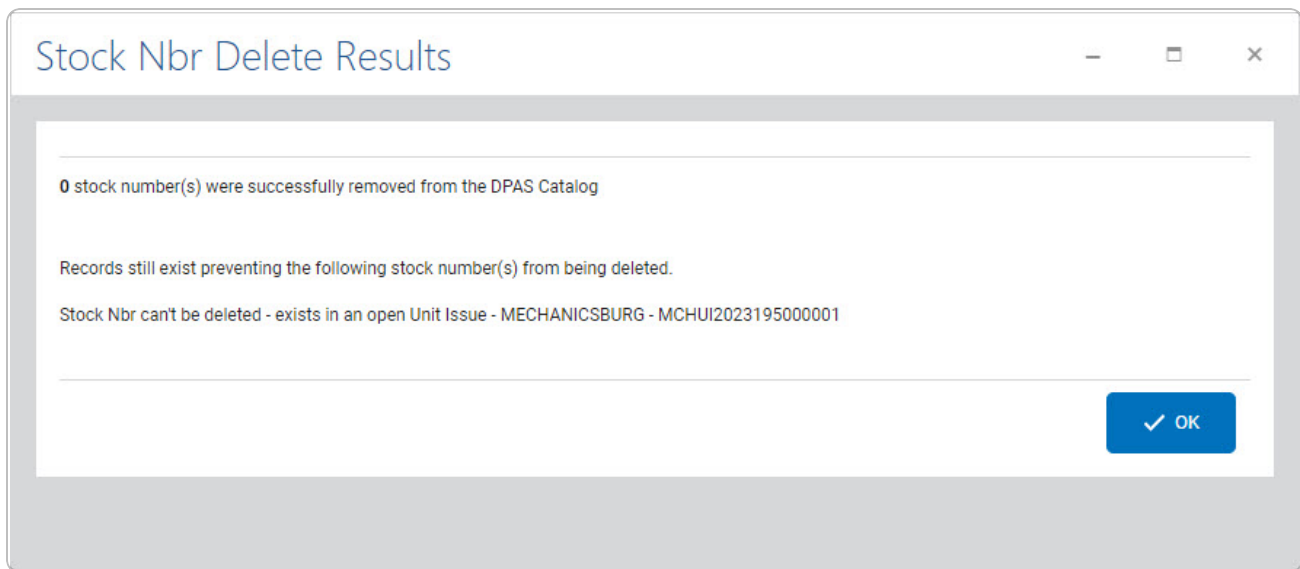 Stock Nbr Delete Results
0 stock number(s) were successfully removed from the DPAS Catalog
Records still exist preventing the following stock number(s) from being deleted.
Stock Nbr can't be deleted - exists in an open Unit Issue - MECHANICSBURG - MCHUI2023195000001
OK